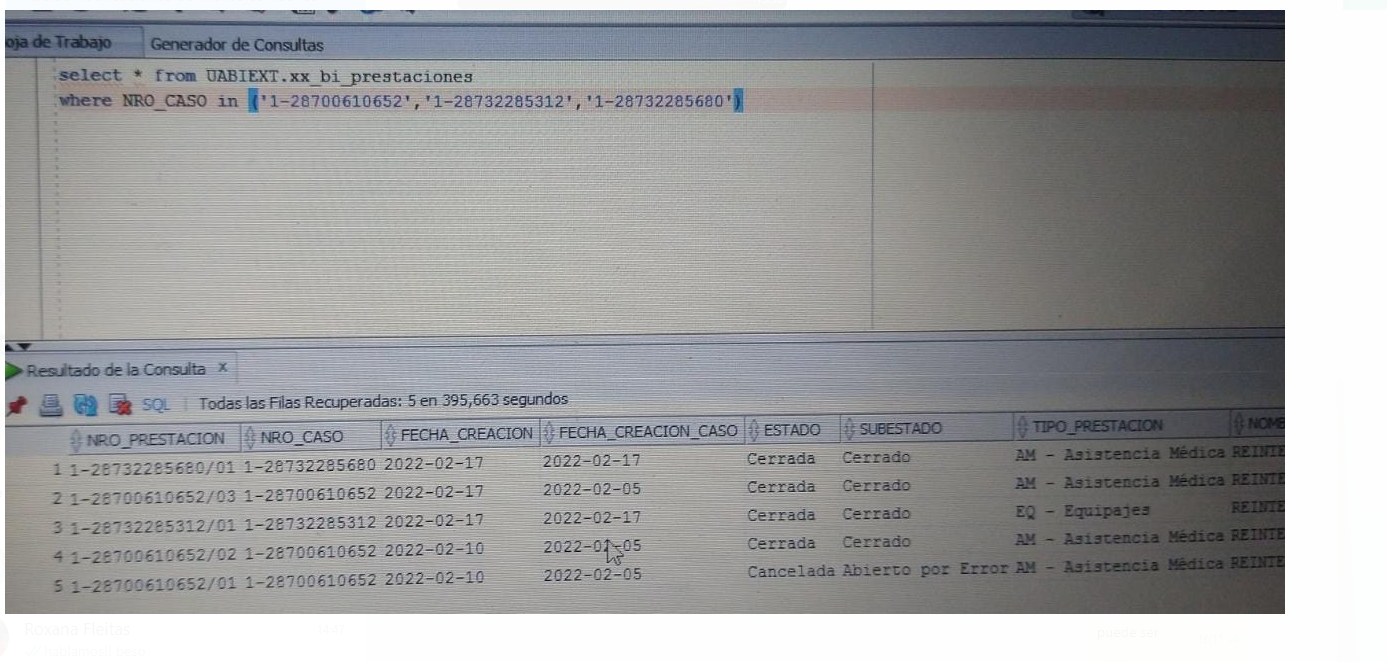 oja de Trabajo Generador de Consultas
select * from UABIEXT.xx_bi_prestaciones
where NRO_CASO in ('1-28700610652','1-28732285312','1-28732285680')
Resultado de la Consulta x
SQL Todas las Filas Recuperadas: 5 en 395,663 segundos
NRO_PRESTACION NRO_CASO FECHA_CREACION FECHA_CREACION_CASO ESTADO SUBESTADO TIPO_PRESTACION NOMB
1 1-28732285680/01 1-28732285680 2022-02-17 2022-02-17 Cerrada Cerrado AM - Asistencia Médica REINTE
2 1-28700610652/03 1-28700610652 2022-02-17 2022-02-05 Cerrada Cerrado AM - Asistencia Médica REINTE
3 1-28732285312/01 1-28732285312 2022-02-17 2022-02-17 Cerrada Cerrado EQ - Equipajes REINTE
4 1-28700610652/02 1-28700610652 2022-02-10 2022-02-05 Cerrada Cerrado AM - Asistencia Médica REINTE
5 1-28700610652/01 1-28700610652 2022-02-10 2022-02-05 Cancelada Abierto por Error AM - Asistencia Médica REINTE
Roxana Fleitas